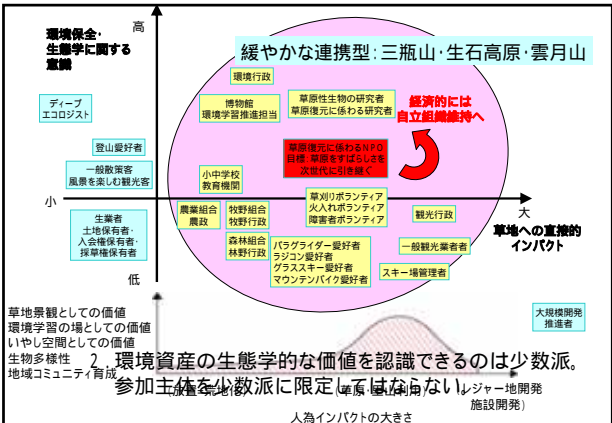 環境保全・
生態学に関する
意識
高
緩やかな連携型：三瓶山・生石高原・雲月山
環境行政
ディープ
エコロジスト
博物館
環境学習推進担当
草原性生物の研究者
草原復元に係わる研究者
経済的には
自立組織維持へ
登山愛好者
草原復元に係わるNPO
目標：草原をすばらしさを
次世代に引き継ぐ
一般散策客
風景を楽しむ観光客
小中学校
教育機関
小
大
草刈りボランティア
火入れボランティア
障害者ボランティア
生業者
土地保有者・
入会権保有者・
採草権保有者
農業組合
農政
牧野組合
牧野行政
観光行政
草地への直接的
インパクト
森林組合
林野行政
パラグライダー愛好者
ラジコン愛好者
グラススキー愛好者
マウンテンバイク愛好者
一般観光業者者
スキー場管理者
低
大規模開発
推進者
草地景観としての価値
環境学習の場としての価値
いやし空間としての価値
生物多様性
地域コミュニティ育成
2. 環境資産の生態学的な価値を認識できるのは少数派。
参加主体を少数派に限定してはならない。
(草原・里山利用)
レジャー地開発
施設開発)
人為インパクトの大きさ